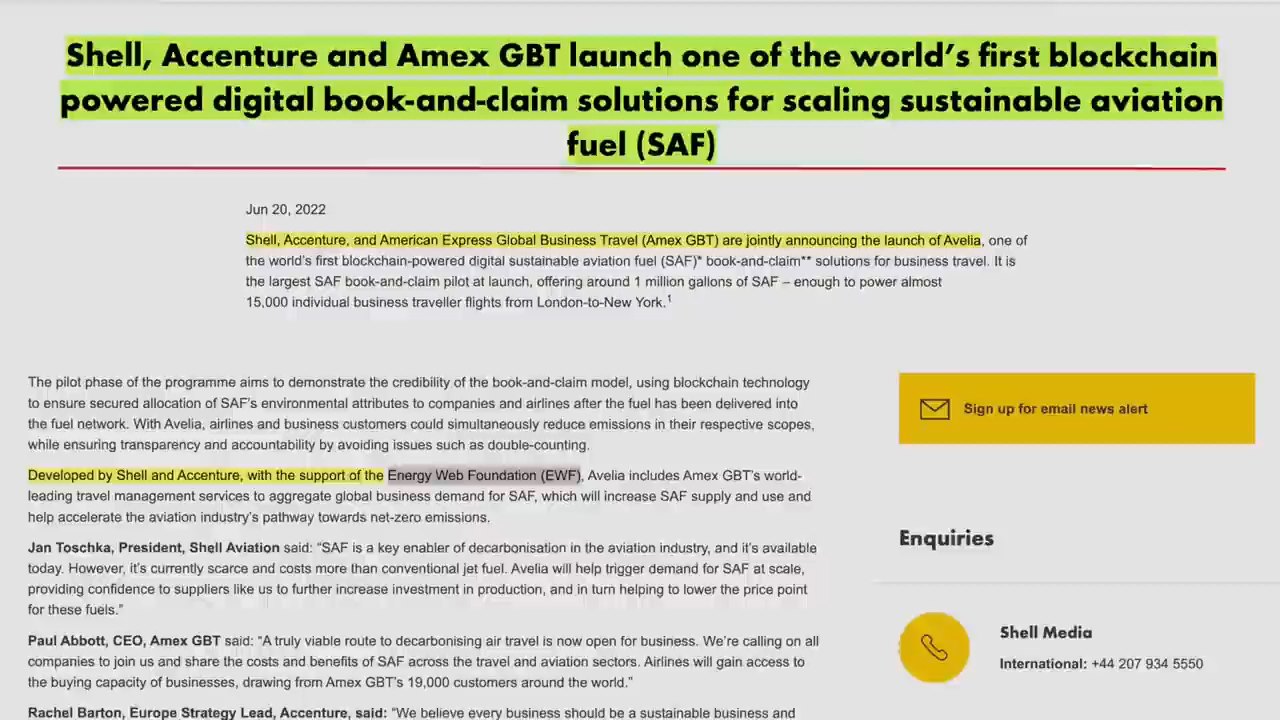 Shell, Accenture and Amex GBT launch one of the world's first blockchain
powered digital book-and-claim solutions for scaling sustainable aviation
fuel (SAF)
Jun 20, 2022
Shell, Accenture, and American Express Global Business Travel (Amex GBT) are jointly announcing the launch of Avelia, one of
the world's first blockchain-powered digital sustainable aviation fuel (SAF)* book-and-claim** solutions for business travel. It is
the largest SAF book-and-claim pilot at launch, offering around 1 million gallons of SAF – enough to power almost
15,000 individual business traveller flights from London-to-New York.1
The pilot phase of the programme aims to demonstrate the credibility of the book-and-claim model, using blockchain technology
to ensure secured allocation of SAF's environmental attributes to companies and airlines after the fuel has been delivered into
the fuel network. With Avelia, airlines and business customers could simultaneously reduce emissions in their respective scopes,
while ensuring transparency and accountability by avoiding issues such as double-counting.
Developed by Shell and Accenture, with the support of the Energy Web Foundation (EWF), Avelia includes Amex GBT's world-
leading travel management services to aggregate global business demand for SAF, which will increase SAF supply and use and
help accelerate the aviation industry's pathway towards net-zero emissions.
Jan Toschka, President, Shell Aviation said: “SAF is a key enabler of decarbonisation in the aviation industry, and it's available
today. However, it's currently scarce and costs more than conventional jet fuel. Avelia will help trigger demand for SAF at scale,
providing confidence to suppliers like us to further increase investment in production, and in turn helping to lower the price point
for these fuels.”
Paul Abbott, CEO, Amex GBT said: “A truly viable route to decarbonising air travel is now open for business. We're calling on all
companies to join us and share the costs and benefits of SAF across the travel and aviation sectors. Airlines will gain access to
the buying capacity of businesses, drawing from Amex GBT's 19,000 customers around the world.”
Rachel Barton, Europe Strategy Lead, Accenture, said: “We believe every business should be a sustainable business and
Sign up for email news alert
Enquiries
Shell Media
International: +44 207 934 5550